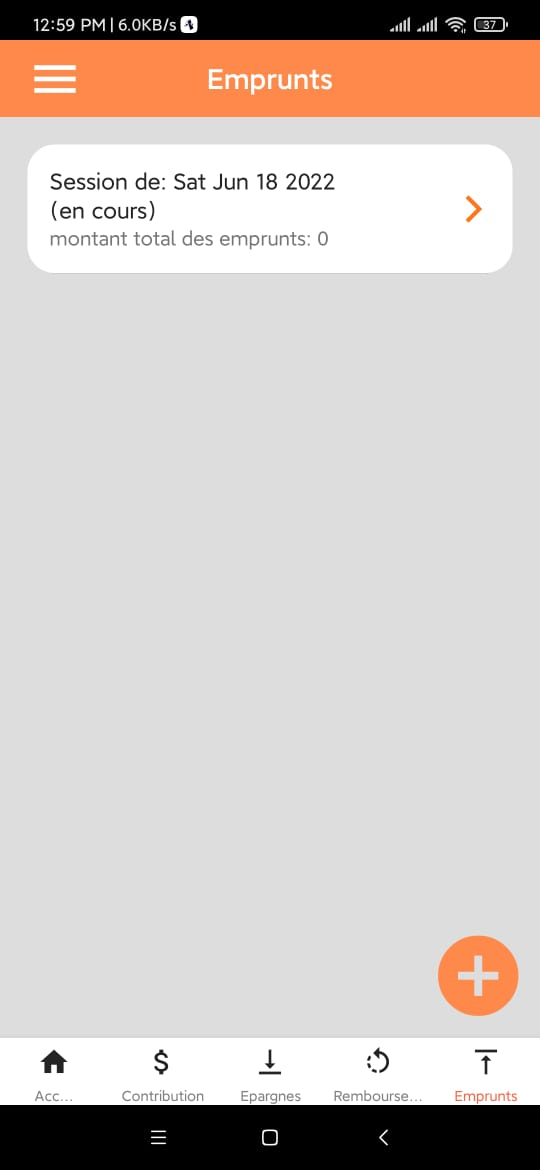 12:59 PM | 6.0KB/s
37
Emprunts
Session de: Sat Jun 18 2022
(en cours)
montant total des emprunts: 0
Acc...
Contribution
Epargnes
Rembourse...
Emprunts